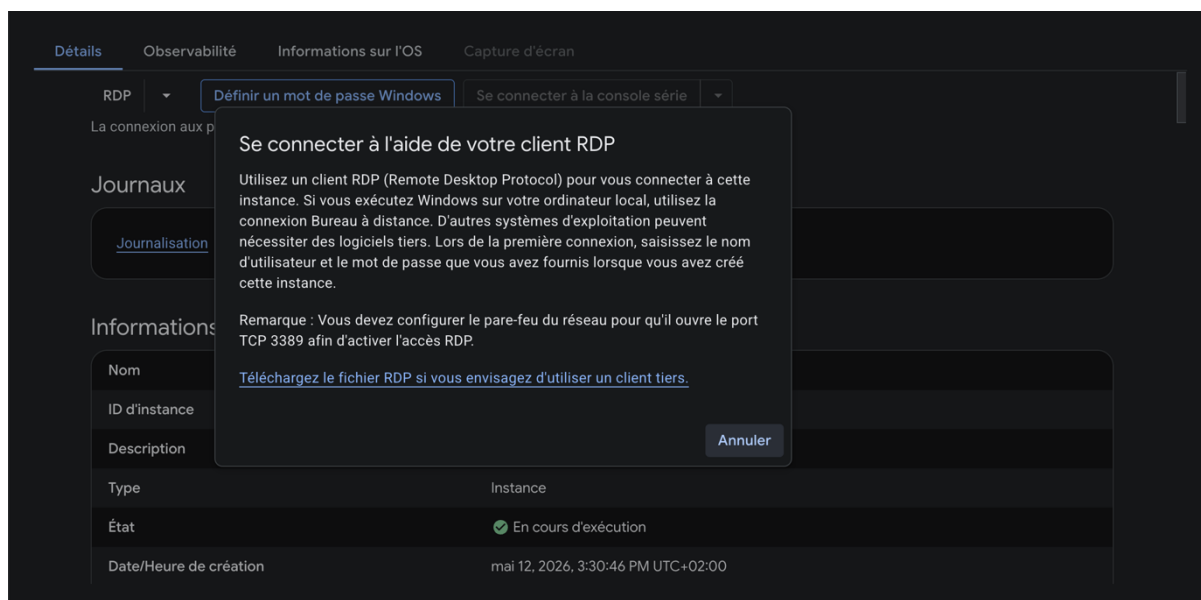 Détails Observabilité Informations sur l'OS Capture d'écran
RDP Définir un mot de passe Windows Se connecter à la console série
La connexion aux p
Se connecter à l'aide de votre client RDP
Utilisez un client RDP (Remote Desktop Protocol) pour vous connecter à cette
instance. Si vous exécutez Windows sur votre ordinateur local, utilisez la
connexion Bureau à distance. D'autres systèmes d'exploitation peuvent
nécessiter des logiciels tiers. Lors de la première connexion, saisissez le nom
d'utilisateur et le mot de passe que vous avez fournis lorsque vous avez créé
cette instance.
Remarque : Vous devez configurer le pare-feu du réseau pour qu'il ouvre le port
TCP 3389 afin d'activer l'accès RDP.
Téléchargez le fichier RDP si vous envisagez d'utiliser un client tiers.
Annuler
Journaux
Journalisation
Informations
Nom
ID d'instance
Description
Type Instance
État En cours d'exécution
Date/Heure de création mai 12, 2026, 3:30:46 PM UTC+02:00